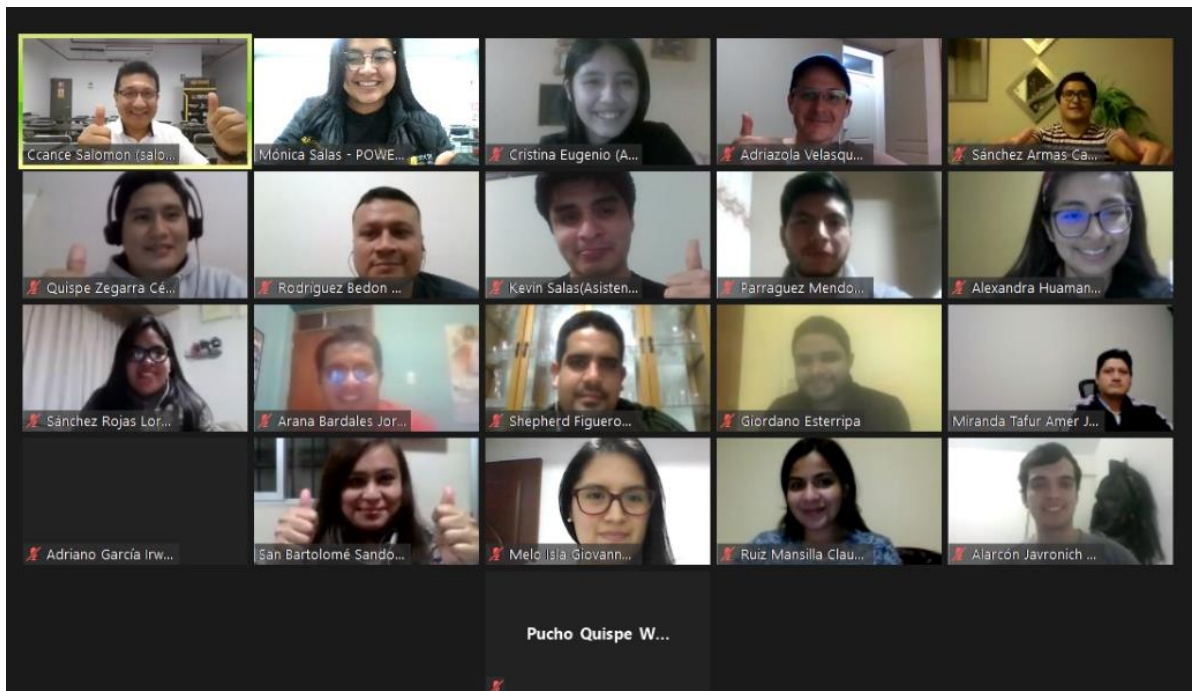 Ccance Salomon (salo...
Mónica Salas - POWE...
Cristina Eugenio (A...
Adriazola Velasqu...
Sánchez Armas Ca...
Quispe Zegarra Cé...
Rodriguez Bedon ...
Kevin Salas(Asisten...
Parraguez Mendo...
Alexandra Huaman...
Sánchez Rojas Lor...
Arana Bardales Jor...
Shepherd Figuero...
Giordano Esterripa
Miranda Tafur Amér J...
Adriano García Irw...
San Bartolomé Sando...
Melo Isla Giovann...
Ruiz Mansilla Clau...
Alarcón Javronich ...
Pucho Quispe W...